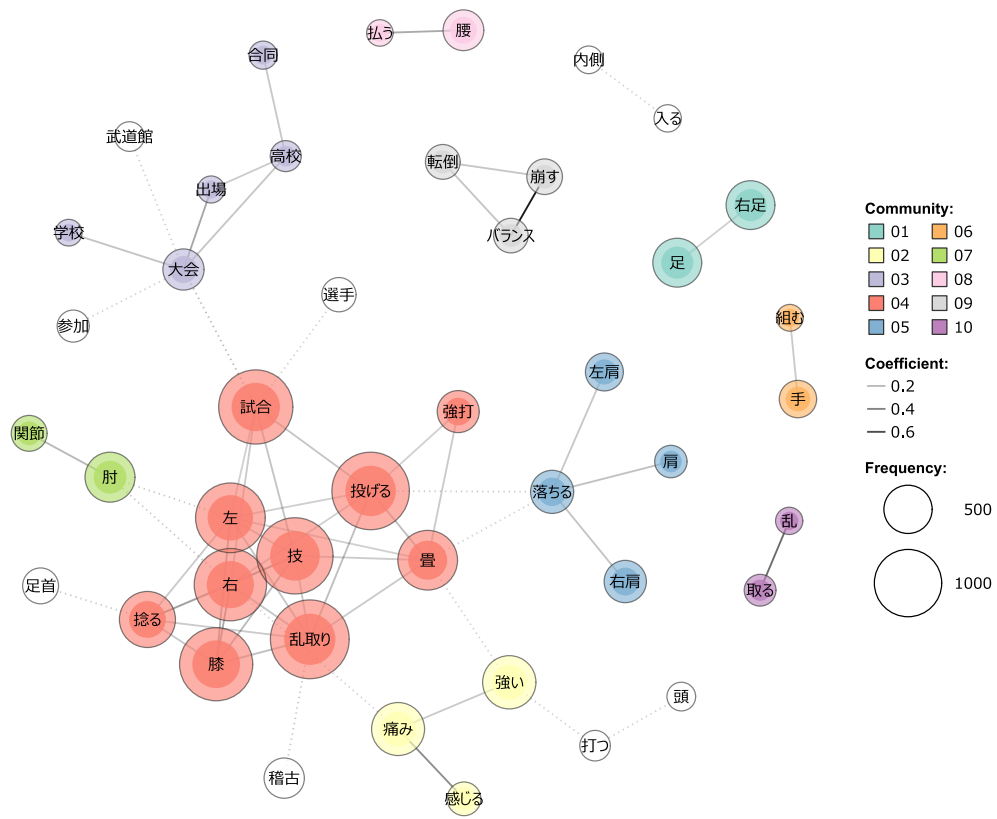 払う
腰
合同
内側
入る
武道館
高校
転倒
崩す
出場
右足
学校
バランス
大会
足
選手
参加
組む
左肩
手
試合
強打
関節
肩
肘
投げる
落ちる
左
乱
技
畳
右
右肩
足首
取る
捻る
乱取り
膝
強い
頭
痛み
打つ
稽古
感じる
Community:
01 06
02 07
03 08
04 09
05 10
Coefficient:
0.2
0.4
0.6
Frequency:
500
1000